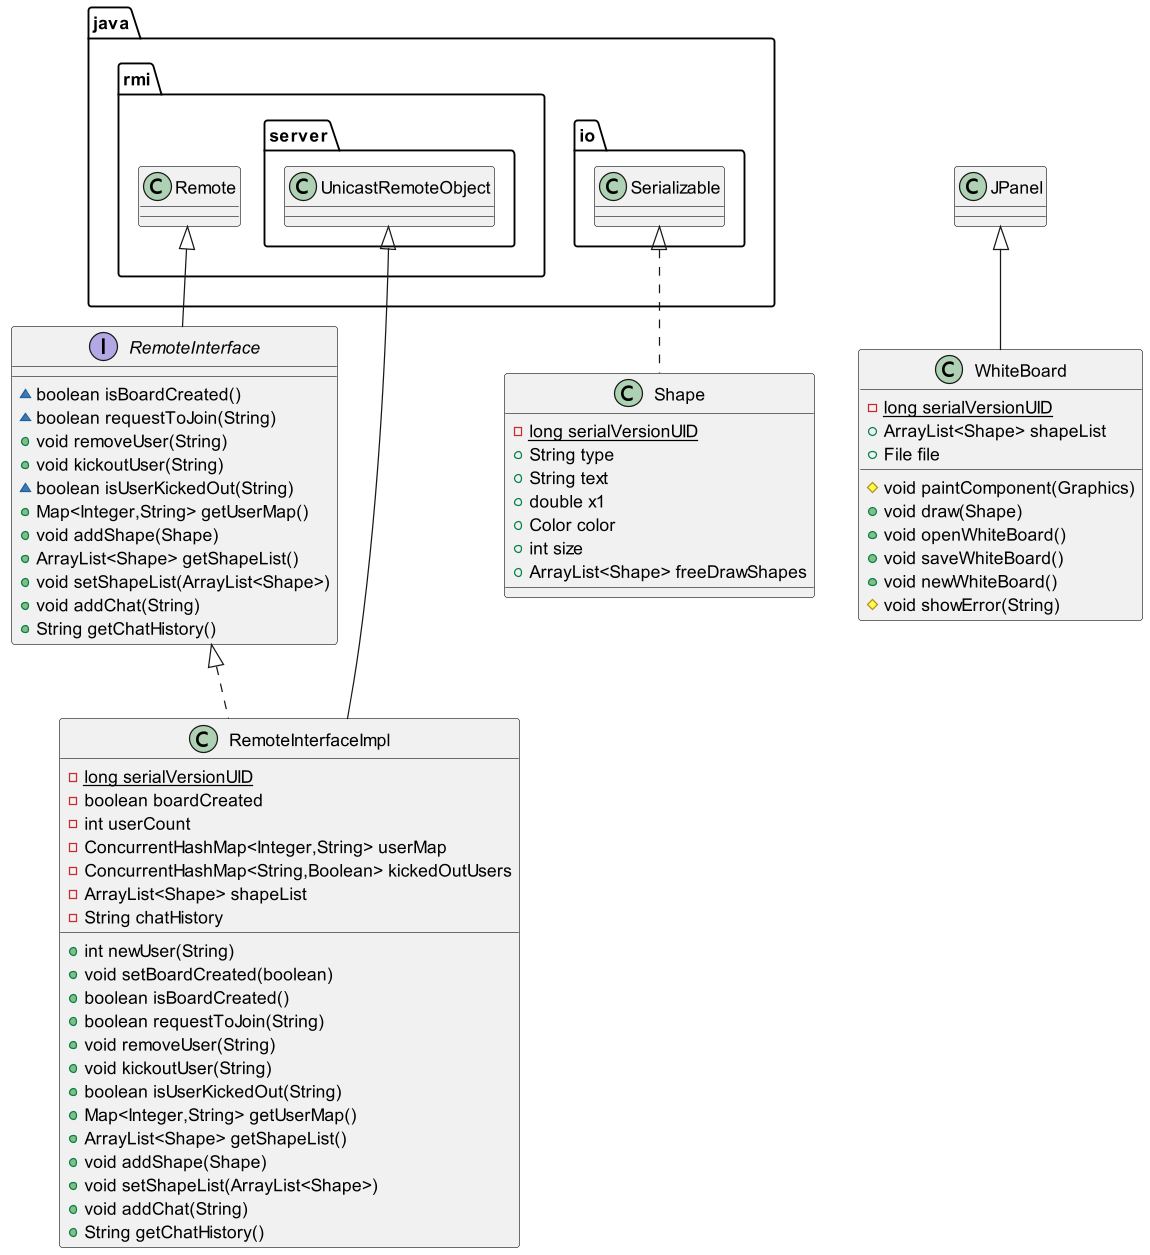 java
rmi
server
io
C Remote
C UnicastRemoteObject
C Serializable
C JPanel
I RemoteInterface
boolean isBoardCreated()
boolean requestToJoin(String)
void removeUser(String)
void kickoutUser(String)
boolean isUserKickedOut(String)
Map<Integer,String> getUserMap()
void addShape(Shape)
ArrayList<Shape> getShapeList()
void setShapeList(ArrayList<Shape>)
void addChat(String)
String getChatHistory()
C Shape
long serialVersionUID
String type
String text
double x1
Color color
int size
ArrayList<Shape> freeDrawShapes
C WhiteBoard
long serialVersionUID
ArrayList<Shape> shapeList
File file
void paintComponent(Graphics)
void draw(Shape)
void openWhiteBoard()
void saveWhiteBoard()
void newWhiteBoard()
void showError(String)
C RemoteInterfaceImpl
long serialVersionUID
boolean boardCreated
int userCount
ConcurrentHashMap<Integer,String> userMap
ConcurrentHashMap<String,Boolean> kickedOutUsers
ArrayList<Shape> shapeList
String chatHistory
int newUser(String)
void setBoardCreated(boolean)
boolean isBoardCreated()
boolean requestToJoin(String)
void removeUser(String)
void kickoutUser(String)
boolean isUserKickedOut(String)
Map<Integer,String> getUserMap()
ArrayList<Shape> getShapeList()
void addShape(Shape)
void setShapeList(ArrayList<Shape>)
void addChat(String)
String getChatHistory()